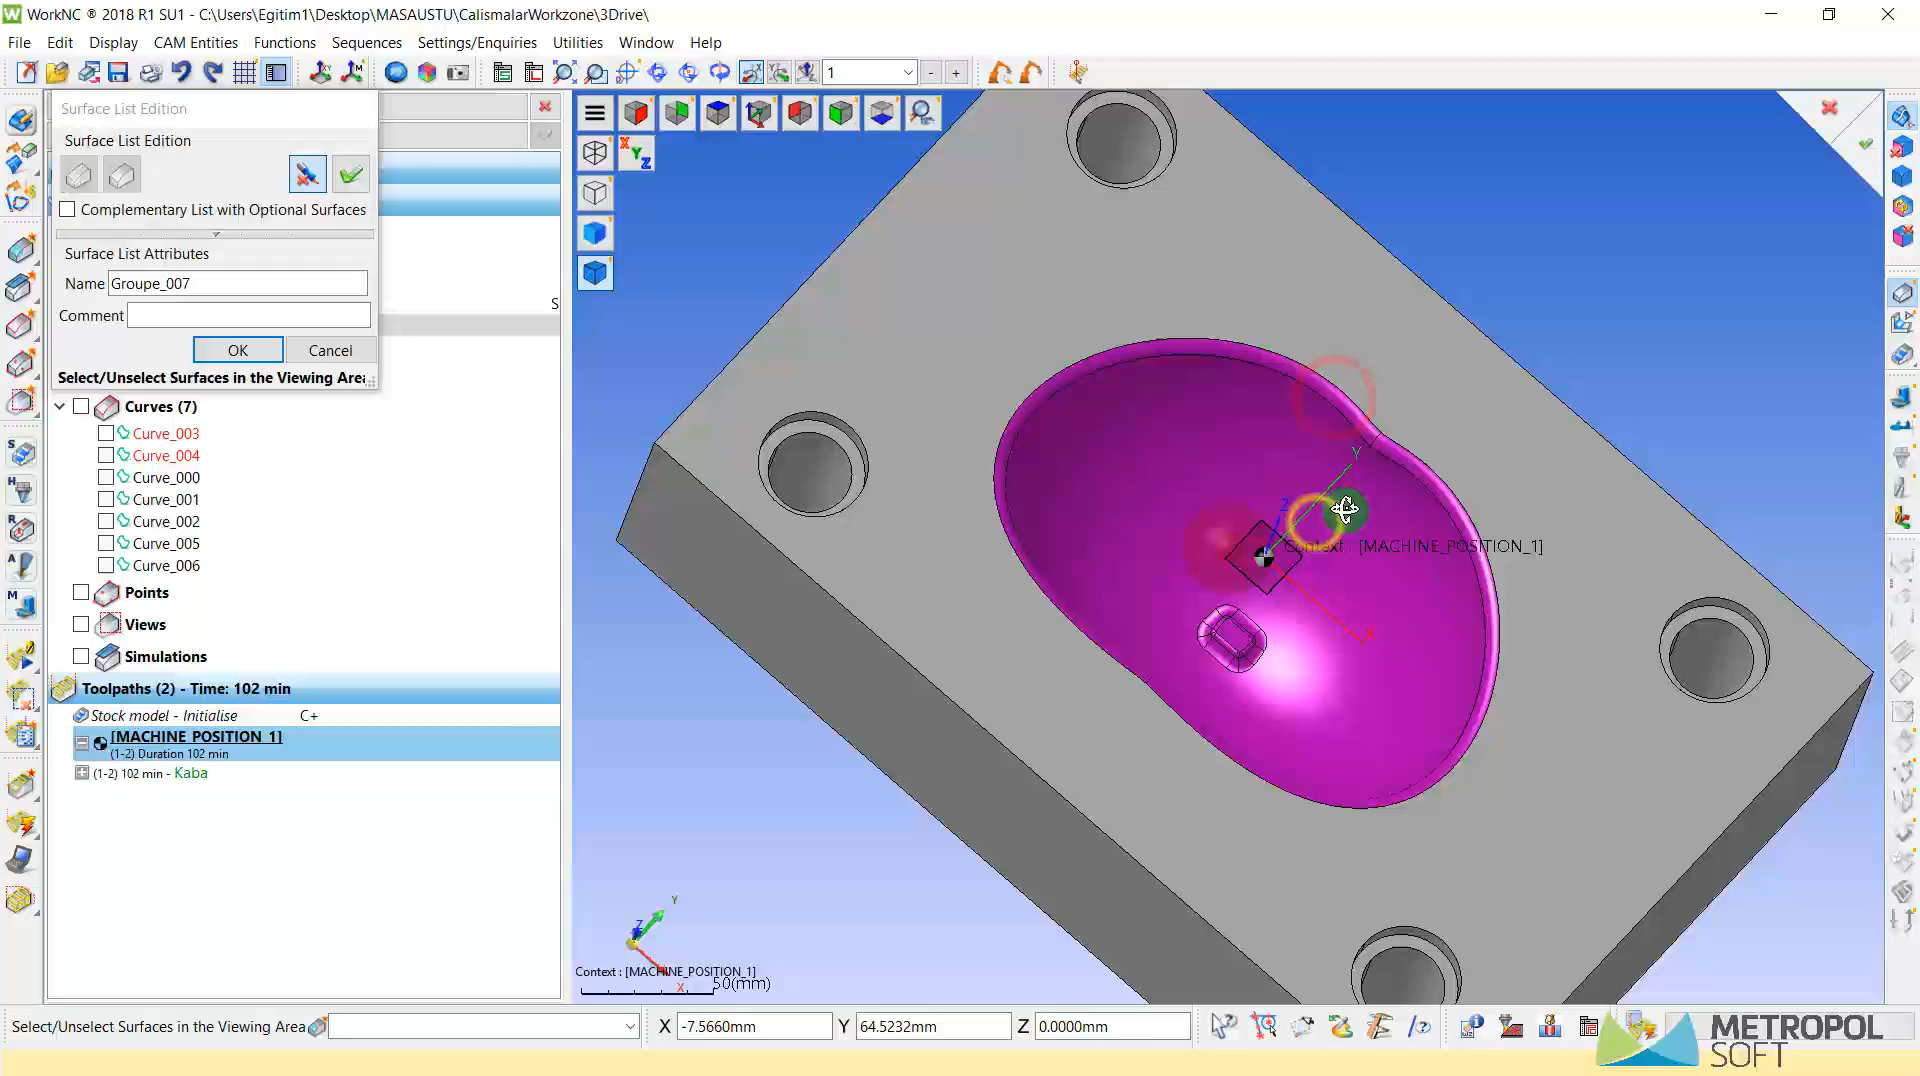 WorkNC ® 2018 R1 SU1 - C:\Users\Egitim1\Desktop\MASAUSTU\CalismalarWorkzone\3Drive\
File Edit Display CAM Entities Functions Sequences Settings/Enquiries Utilities Window Help
1
- +
Surface List Edition
Surface List Edition
Complementary List with Optional Surfaces
Surface List Attributes
Name Groupe_007
S
Comment
OK Cancel
Select/Unselect Surfaces in the Viewing Area
Curves (7)
Curve_003
Curve_004
Curve_000
Curve_001
Curve_002
Curve_005
Curve_006
Points
Views
Simulations
Toolpaths (2) - Time: 102 min
Stock model - Initialise C+
[MACHINE POSITION 1]
(1-2) Duration 102 min
(1-2) 102 min - Kaba
X Y Z
Y
Z
Context : [MACHINE_POSITION_1]
X
Y
Z
X
Context : [MACHINE_POSITION_1]
50(mm)
S
H
R
A
M
Select/Unselect Surfaces in the Viewing Area
X -7.5660mm Y 64.5232mm Z 0.0000mm
METROPOL
SOFT